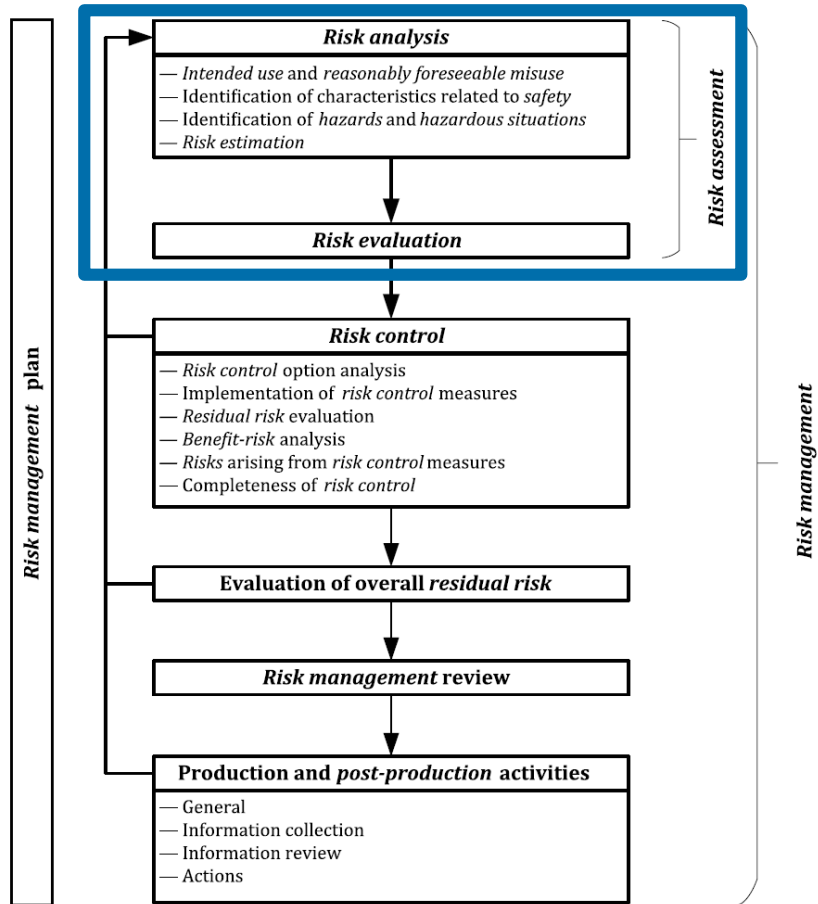 Risk analysis
— Intended use and reasonably foreseeable misuse
— Identification of characteristics related to safety
— Identification of hazards and hazardous situations
— Risk estimation
Risk evaluation
Risk assessment
Risk control
— Risk control option analysis
— Implementation of risk control measures
— Residual risk evaluation
— Benefit-risk analysis
— Risks arising from risk control measures
— Completeness of risk control
Evaluation of overall residual risk
Risk management review
Production and post-production activities
— General
— Information collection
— Information review
— Actions
Risk management plan
Risk management